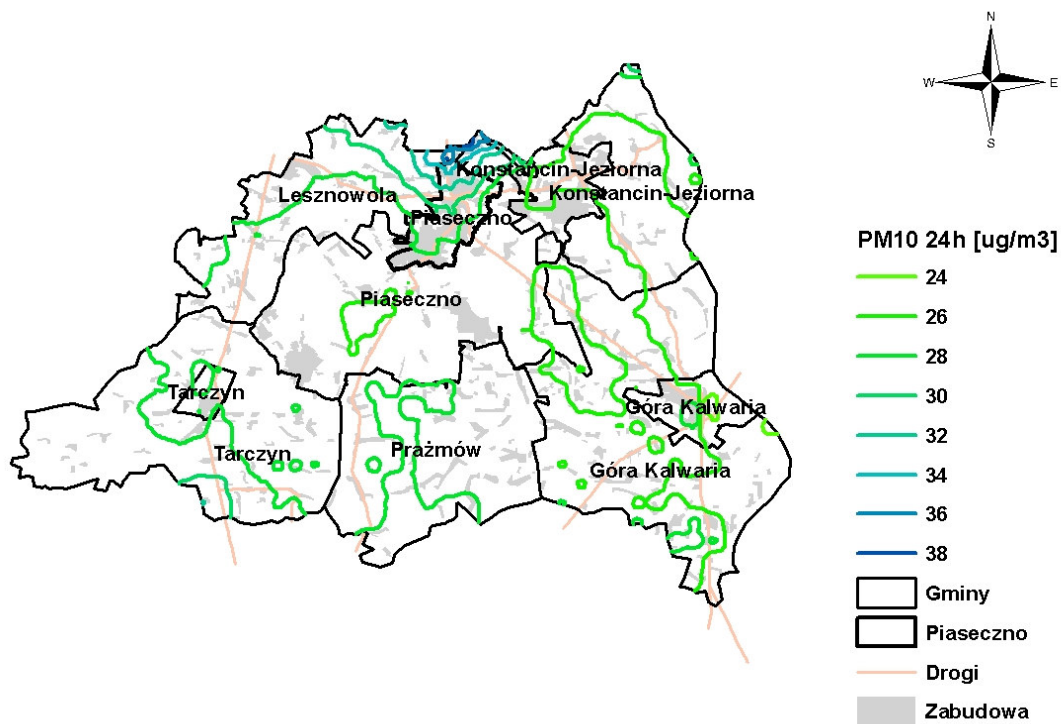 N
W
E
S
Konstancin-Jeziorna
Lesznowola
Konstancin-Jeziorna
Piaseczno
Piaseczno
Tarczyn
Góra Kalwaria
Tarczyn
Prażmów
Góra Kalwaria
PM10 24h [ug/m3]
24
26
28
30
32
34
36
38
Gminy
Piaseczno
Drogi
Zabudowa